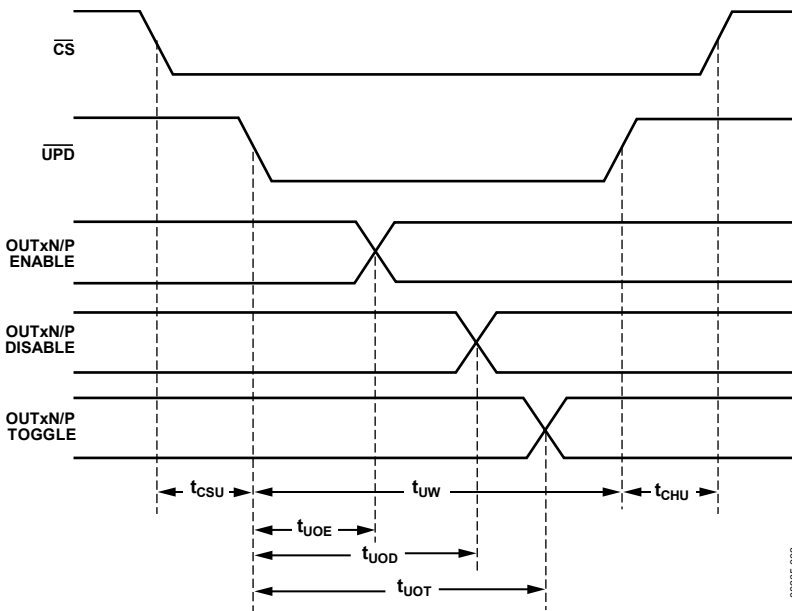 CS
UPD
OUTxN/P
ENABLE
OUTxN/P
DISABLE
OUTxN/P
TOGGLE
tCSU
tUW
tCHU
tUOE
tUOD
tUOT